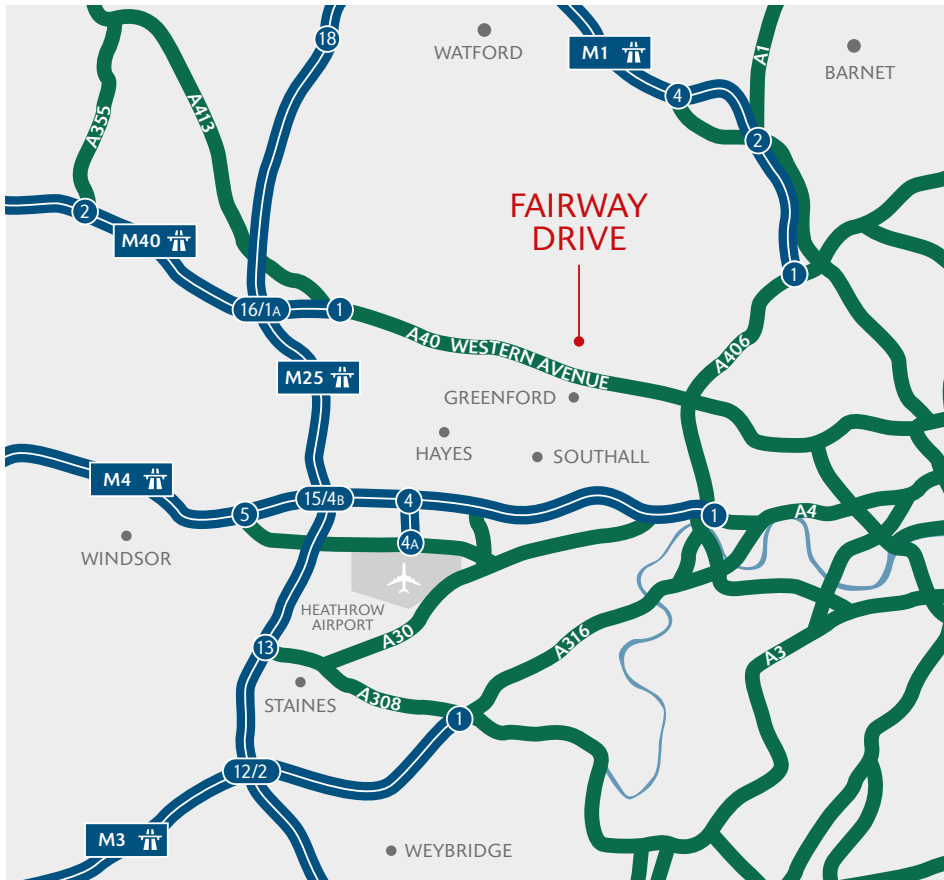 18
WATFORD
M1
A1
BARNET
4
A413
A355
2
2
FAIRWAY
DRIVE
M40
1
16/1A
1
A40 WESTERN AVENUE
A406
M25
GREENFORD
HAYES
SOUTHALL
M4
15/4B
4
5
1
A4
WINDSOR
4A
HEATHROW
AIRPORT
A30
A316
13
A3
STAINES
A308
1
12/2
M3
WEYBRIDGE